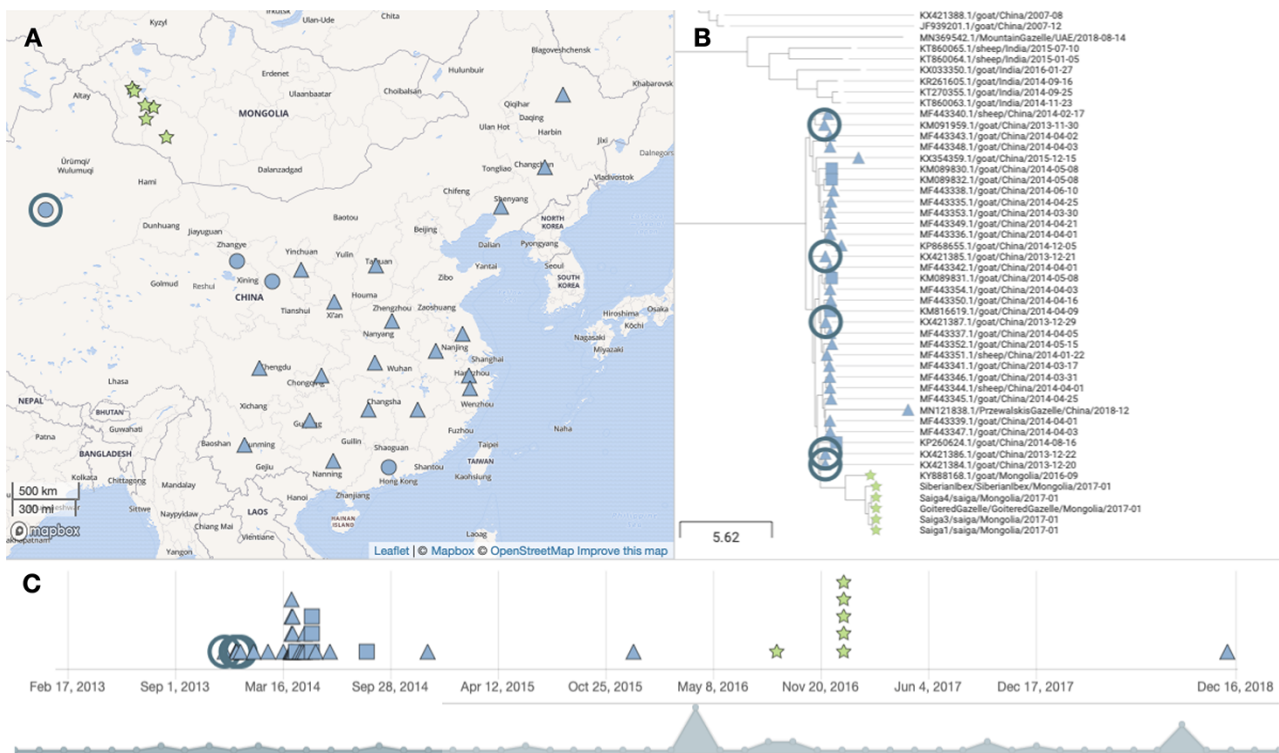 A
Kyzyl
Irkutsk
Ulan-Ude
Chita
Blagoveshchensk
Hulunbuir
Khabarovsk
Altay
Erdenet
Ulaanbaatar
Choibalsan
MONGOLIA
Qiqihar
Daqing
Ulan Hot
Harbin
Jixi
Ürümqi/
Wulumuqi
Hami
Dalanzadgad
Tongliao
Changchun
Vladivostok
Dalnegors
Chifeng
Shenyang
Dunhuang
Jiayuguan
Baotou
Beijing
NORTH
KOREA
Zhangye
Yinchuan
Yulin
Taiyuan
Dalian
Pyongyang
Yantai
Seoul
SOUTH
KOREA
Golmud
Reshui
Xining
CHINA
Zibo
Tianshui
Xi'an
Houma
Zhengzhou
Zaozhuang
Nanyang
Hiroshima
Osaka
Kōchi
Nagasaki
Miyazaki
Nanjing
Shanghai
Lhasa
Chengdu
Chongqing
Wuhan
Hangzhou
NEPAL
BHUTAN
Xichang
Changsha
Wenzhou
Patna
Guwahati
Baoshan
Kunming
Guilin
Fuzhou
Naha
BANGLADESH
Shaoguan
Taipei
Gejiu
Nanning
Shantou
TAIWAN
Kaohsiung
Kolkata
Chittagong
Mandalay
Hong Kong
Hanoi
Zhanjiang
500 km
300 mi
Sittwe
Naypyidaw
LAOS
HAINAN
ISLAND
mapbox
Chiang Mai
Vientiane
Laoag
Yangon
Leaflet | © Mapbox © OpenStreetMap Improve this map
B
KX421388.1/goat/China/2007-08
JF939201.1/goat/China/2007-12
MN369542.1/MountainGazelle/UAE/2018-08-14
KT860065.1/sheep/India/2015-07-10
KT860064.1/sheep/India/2015-01-05
KX033350.1/goat/India/2016-01-27
KR261605.1/goat/India/2014-09-16
KT270355.1/goat/India/2014-09-25
KT860063.1/goat/India/2014-11-23
MF443340.1/sheep/China/2014-02-17
KM091959.1/goat/China/2013-11-30
MF443343.1/goat/China/2014-04-02
MF443348.1/goat/China/2014-04-03
KX354359.1/goat/China/2015-12-15
KM089830.1/goat/China/2014-05-08
KM089832.1/goat/China/2014-05-08
MF443338.1/goat/China/2014-06-10
MF443335.1/goat/China/2014-04-25
MF443353.1/goat/China/2014-03-30
MF443349.1/goat/China/2014-04-21
MF443336.1/goat/China/2014-04-01
KP868655.1/goat/China/2014-12-05
KX421385.1/goat/China/2013-12-21
MF443342.1/goat/China/2014-04-01
KM089831.1/goat/China/2014-05-08
MF443354.1/goat/China/2014-04-03
MF443350.1/goat/China/2014-04-16
KM816619.1/goat/China/2014-04-09
KX421387.1/goat/China/2013-12-29
MF443337.1/goat/China/2014-04-05
MF443352.1/goat/China/2014-05-15
MF443351.1/sheep/China/2014-01-22
MF443341.1/goat/China/2014-03-17
MF443346.1/goat/China/2014-03-31
MF443344.1/sheep/China/2014-04-01
MF443345.1/goat/China/2014-04-25
MN121838.1/PrzewalskisGazelle/China/2018-12
MF443339.1/goat/China/2014-04-01
MF443347.1/goat/China/2014-04-03
KP260624.1/goat/China/2014-08-16
KX421386.1/goat/China/2013-12-22
KX421384.1/goat/China/2013-12-20
KY888168.1/goat/Mongolia/2016-09
SiberianIbex/SiberianIbex/Mongolia/2017-01
Saiga4/saiga/Mongolia/2017-01
GoiteredGazelle/GoiteredGazelle/Mongolia/2017-01
Saiga3/saiga/Mongolia/2017-01
Saiga1/saiga/Mongolia/2017-01
5.62
C
Feb 17, 2013
Sep 1, 2013
Mar 16, 2014
Sep 28, 2014
Apr 12, 2015
Oct 25, 2015
May 8, 2016
Nov 20, 2016
Jun 4, 2017
Dec 17, 2017
Dec 16, 2018